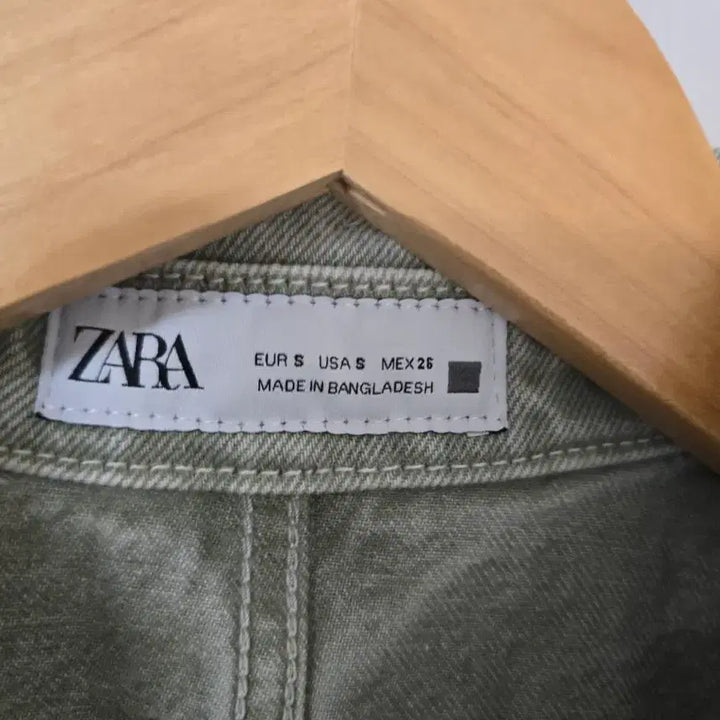 ZARA
EUR S USA S MEX 26
MADE IN BANGLADESH